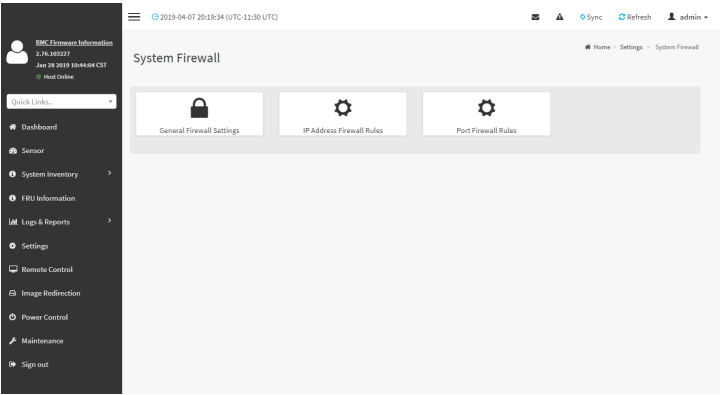 2019-04-07 20:19:34 (UTC-11:30 UTC)
Sync
Refresh
admin
BMC Firmware Information
2.76.103227
Jan 28 2019 10:44:04 CST
Host Online
Quick Links..
Dashboard
Sensor
System Inventory
FRU Information
Logs & Reports
Settings
Remote Control
Image Redirection
Power Control
Maintenance
Sign out
System Firewall
Home > Settings > System Firewall
General Firewall Settings
IP Address Firewall Rules
Port Firewall Rules